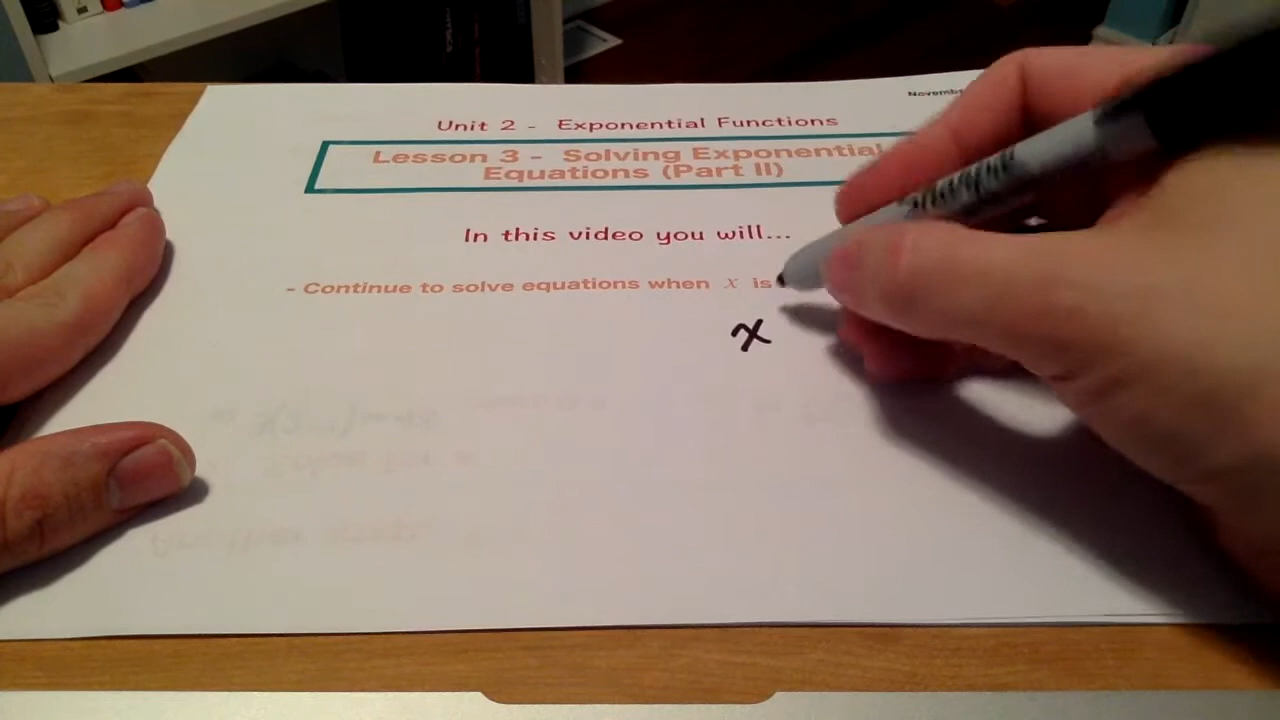 Unit 2 - Exponential Functions
Lesson 3 - Solving Exponential
Equations (Part II)
In this video you will...
- Continue to solve equations when x is
x
Sharpie